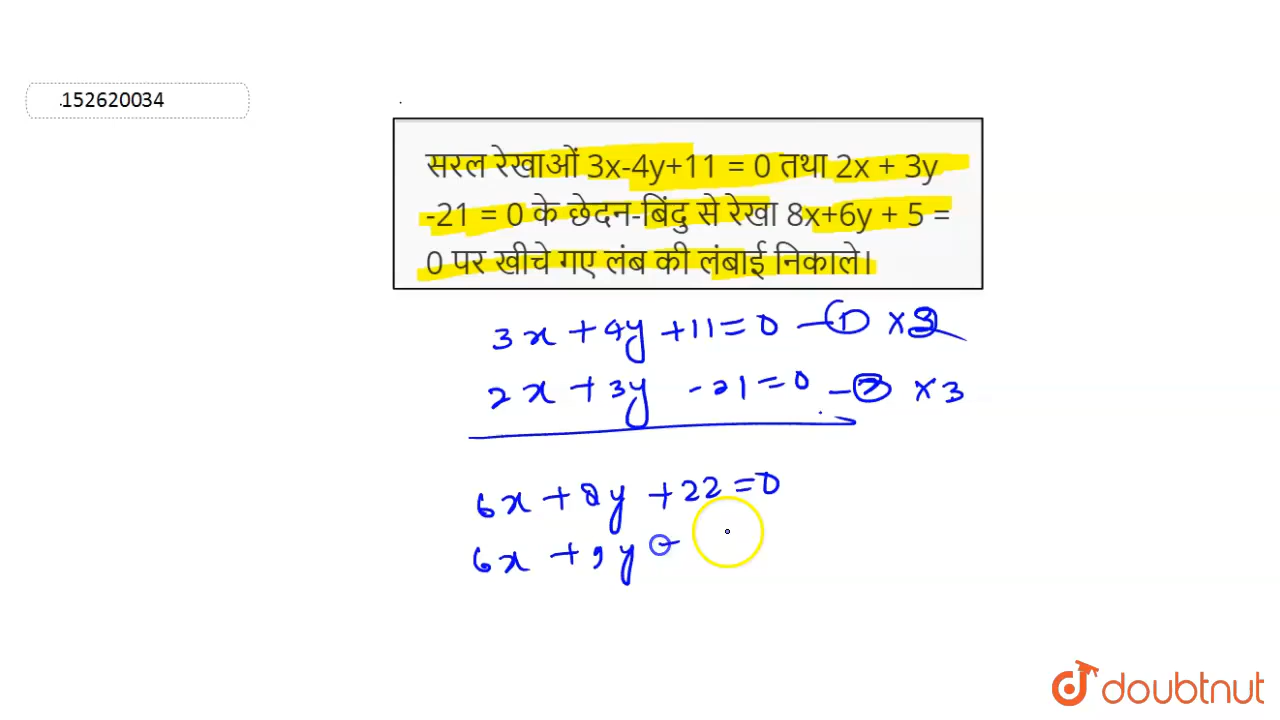 .152620034
सरल रेखाओं 3x-4y+11 = 0 तथा 2x + 3y
-21 = 0 के छेदन-बिंदु से रेखा 8x+6y + 5 =
0 पर खीचे गए लंब की लंबाई निकाले।
3x + 4y + 11 = 0 - ① ×
2x + 3y - 21 = 0 - ② × 3
6x + 8y + 22 = 0
6x + 9y -
doubtnut